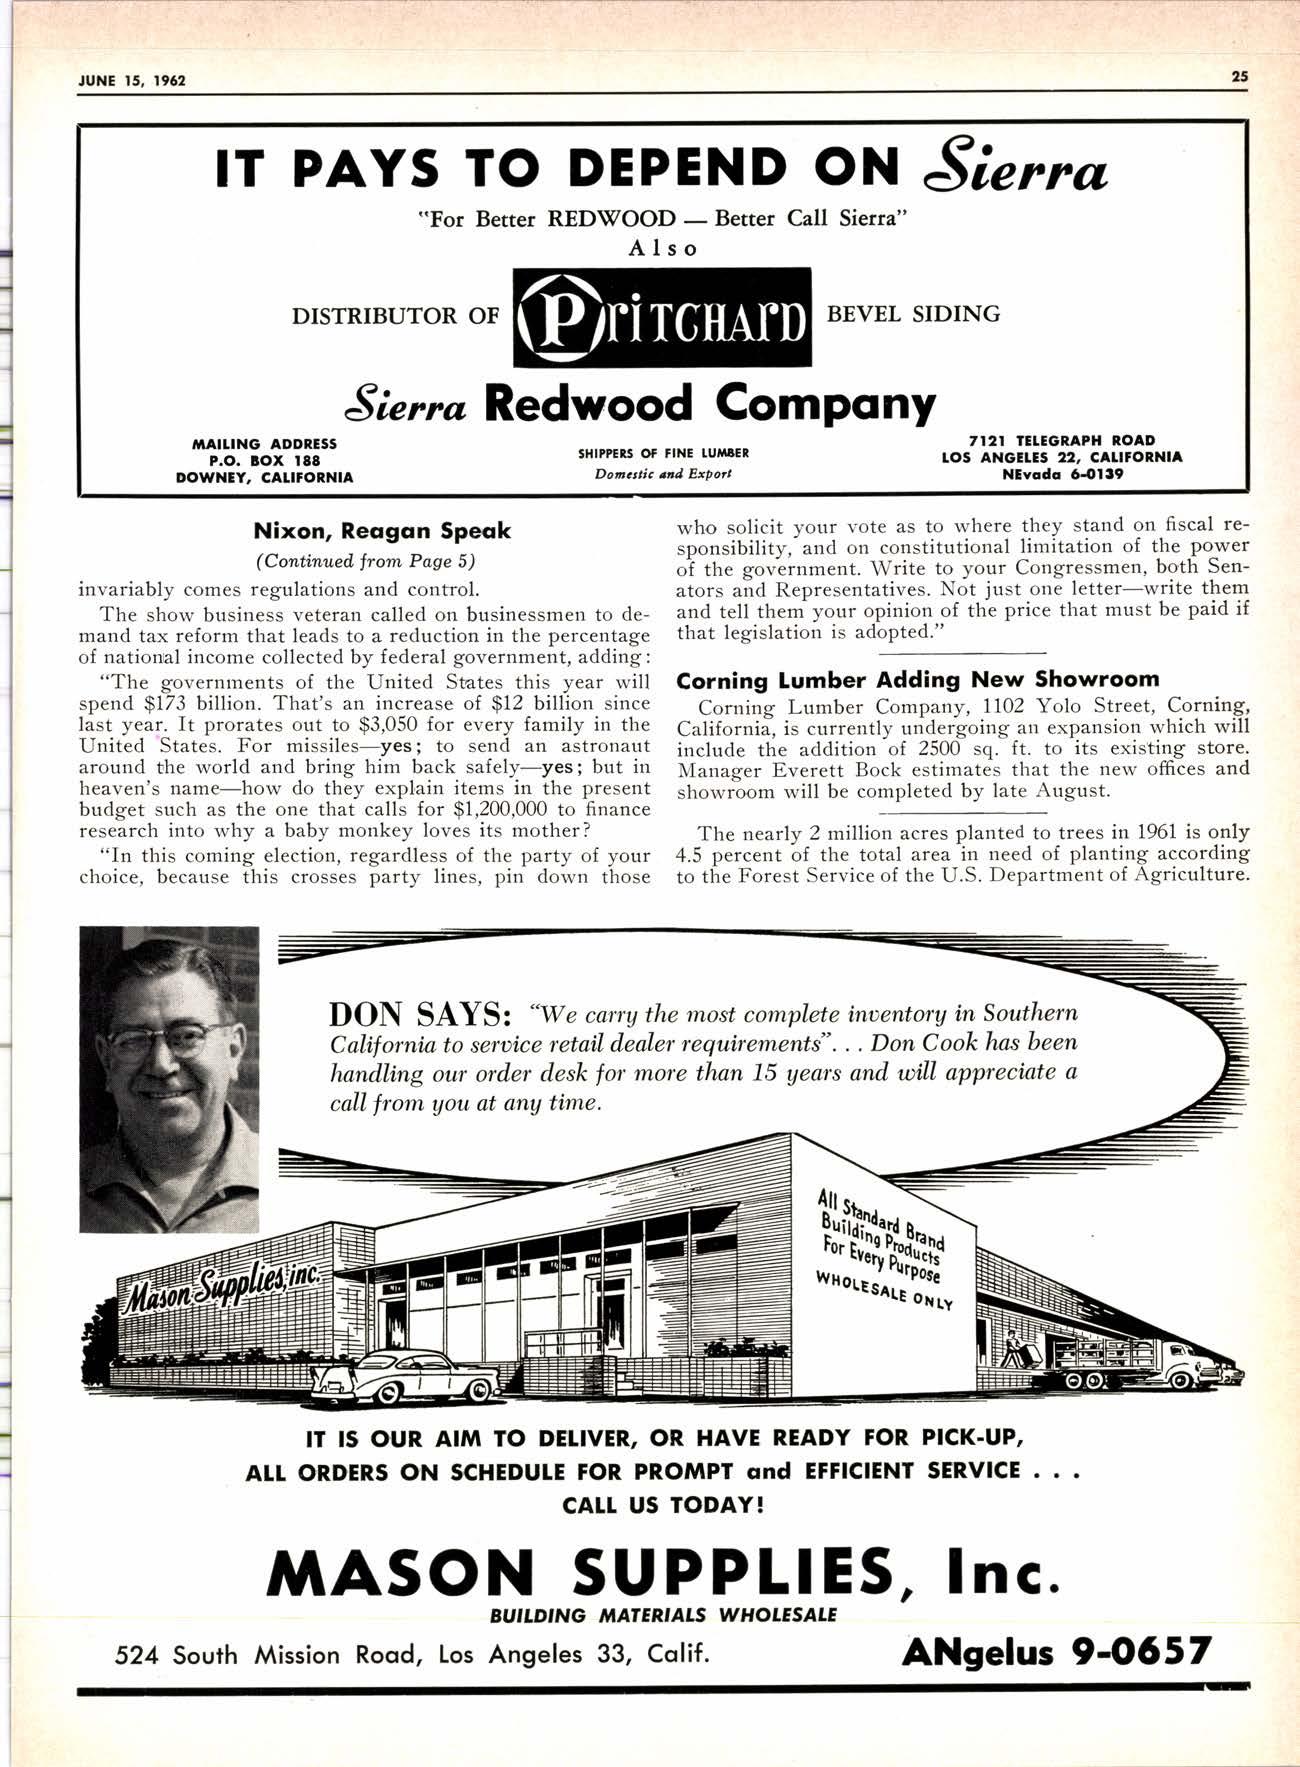 JUNE 15, 1962
25
IT PAYS TO DEPEND ON Sierra
"For Better REDWOOD — Better Call Sierra"
Also
DISTRIBUTOR OF PRITCHARD BEVEL SIDING
Sierra Redwood Company
MAILING ADDRESS
P.O. BOX 188
DOWNEY, CALIFORNIA
SHIPPERS OF FINE LUMBER
Domestic and Export
7121 TELEGRAPH ROAD
LOS ANGELES 22, CALIFORNIA
NEvada 6-0139
Nixon, Reagan Speak
(Continued from Page 5)
invariably comes regulations and control.
The show business veteran called on businessmen to de-
mand tax reform that leads to a reduction in the percentage
of national income collected by federal government, adding:
"The governments of the United States this year will
spend $173 billion. That's an increase of $12 billion since
last year. It prorates out to $3,050 for every family in the
United States. For missiles—yes; to send an astronaut
around the world and bring him back safely—yes; but in
heaven's name—how do they explain items in the present
budget such as the one that calls for $1,200,000 to finance
research into why a baby monkey loves its mother?
"In this coming election, regardless of the party of your
choice, because this crosses party lines, pin down those
who solicit your vote as to where they stand on fiscal re-
sponsibility, and on constitutional limitation of the power
of the government. Write to your Congressmen, both Sen-
ators and Representatives. Not just one letter—write them
and tell them your opinion of the price that must be paid if
that legislation is adopted."
Corning Lumber Adding New Showroom
Corning Lumber Company, 1102 Yolo Street, Corning,
California, is currently undergoing an expansion which will
include the addition of 2500 sq. ft. to its existing store.
Manager Everett Bock estimates that the new offices and
showroom will be completed by late August.
The nearly 2 million acres planted to trees in 1961 is only
4.5 percent of the total area in need of planting according
to the Forest Service of the U.S. Department of Agriculture.
DON SAYS: "We carry the most complete inventory in Southern
California to service retail dealer requirements". . . Don Cook has been
handling our order desk for more than 15 years and will appreciate a
call from you at any time.
Mason Supplies, inc.
All Standard Brand
Building Products
For Every Purpose
WHOLESALE ONLY
IT IS OUR AIM TO DELIVER, OR HAVE READY FOR PICK-UP,
ALL ORDERS ON SCHEDULE FOR PROMPT and EFFICIENT SERVICE . . .
CALL US TODAY!
MASON SUPPLIES, Inc.
BUILDING MATERIALS WHOLESALE
524 South Mission Road, Los Angeles 33, Calif.
ANgelus 9-0657